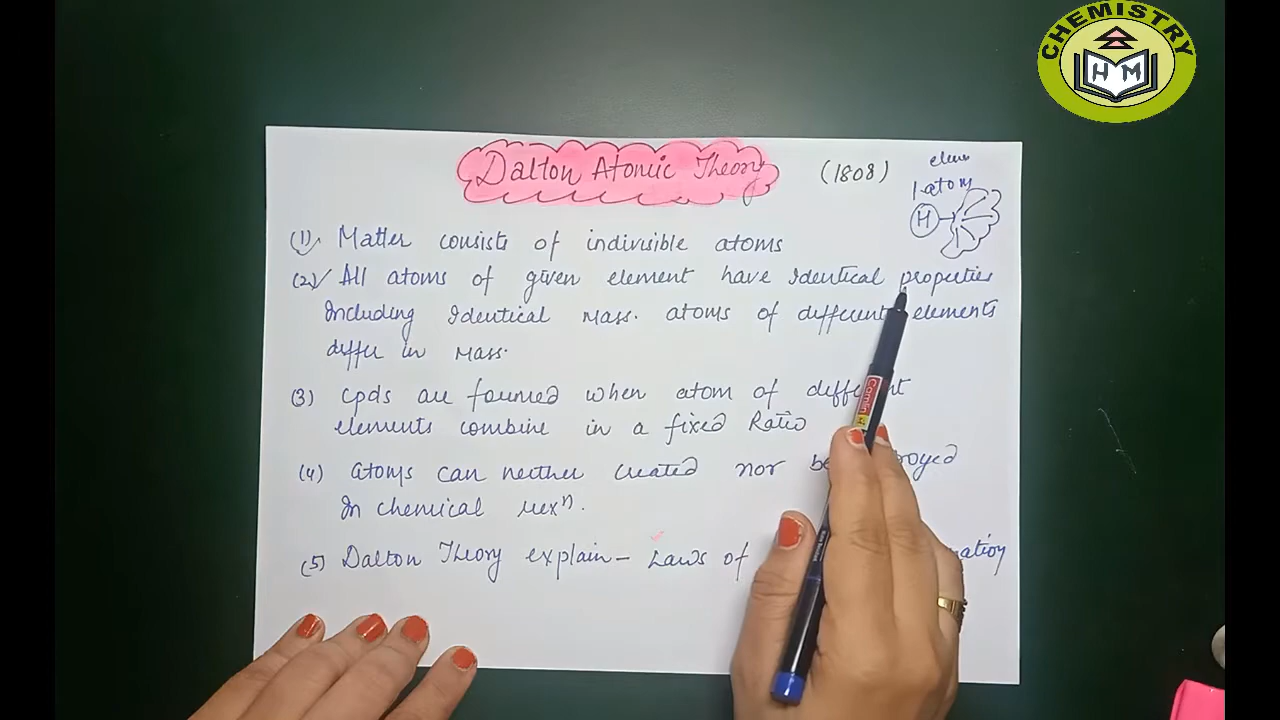 CHEMISTRY
H M
Dalton Atomic Theory (1808)
1 atom
H
(1) Matter consists of indivisible atoms
(2) All atoms of given element have Identical properties
Including Identical Mass. atoms of different elements
differ in Mass.
(3) Cpds are formed when atom of different
elements combine in a fixed Ratio
(4) atoms can neither created nor be
In chemical rexn.
(5) Dalton Theory explain – Laws of
Camlin